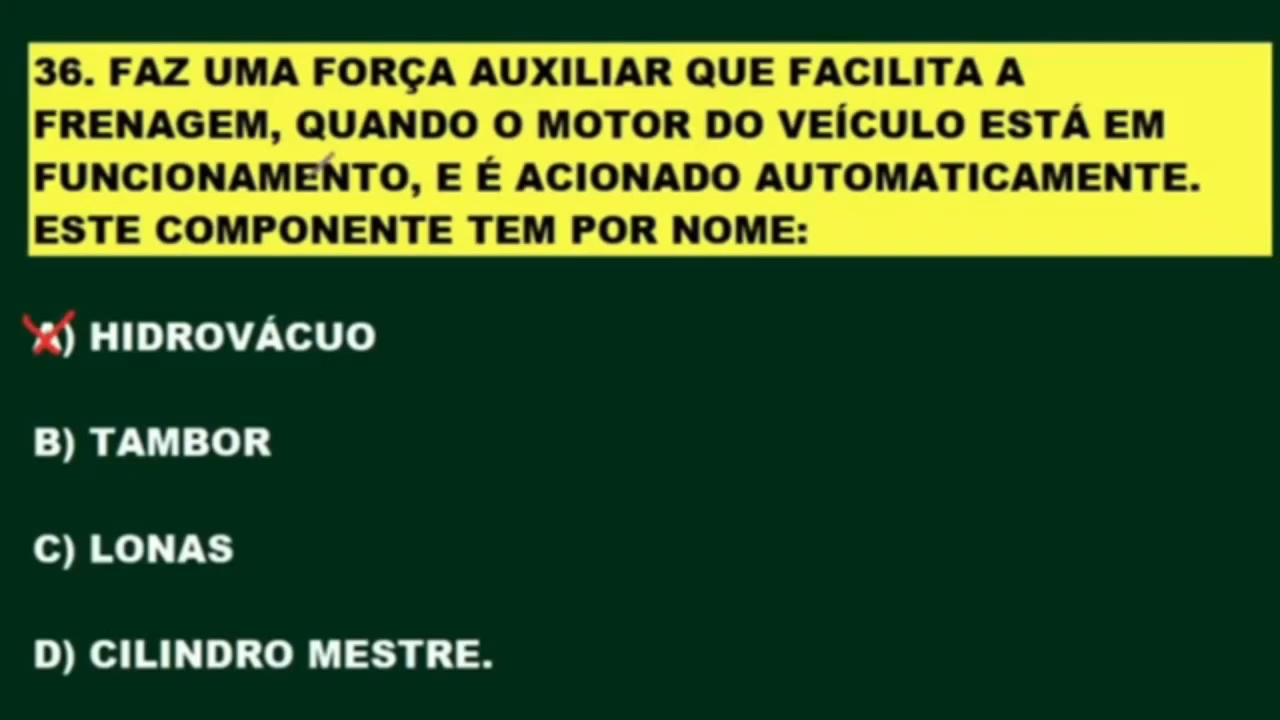 36. FAZ UMA FORÇA AUXILIAR QUE FACILITA A
FRENAGEM, QUANDO O MOTOR DO VEÍCULO ESTÁ EM
FUNCIONAMENTO, E É ACIONADO AUTOMATICAMENTE.
ESTE COMPONENTE TEM POR NOME:
A) HIDROVÁCUO
B) TAMBOR
C) LONAS
D) CILINDRO MESTRE.